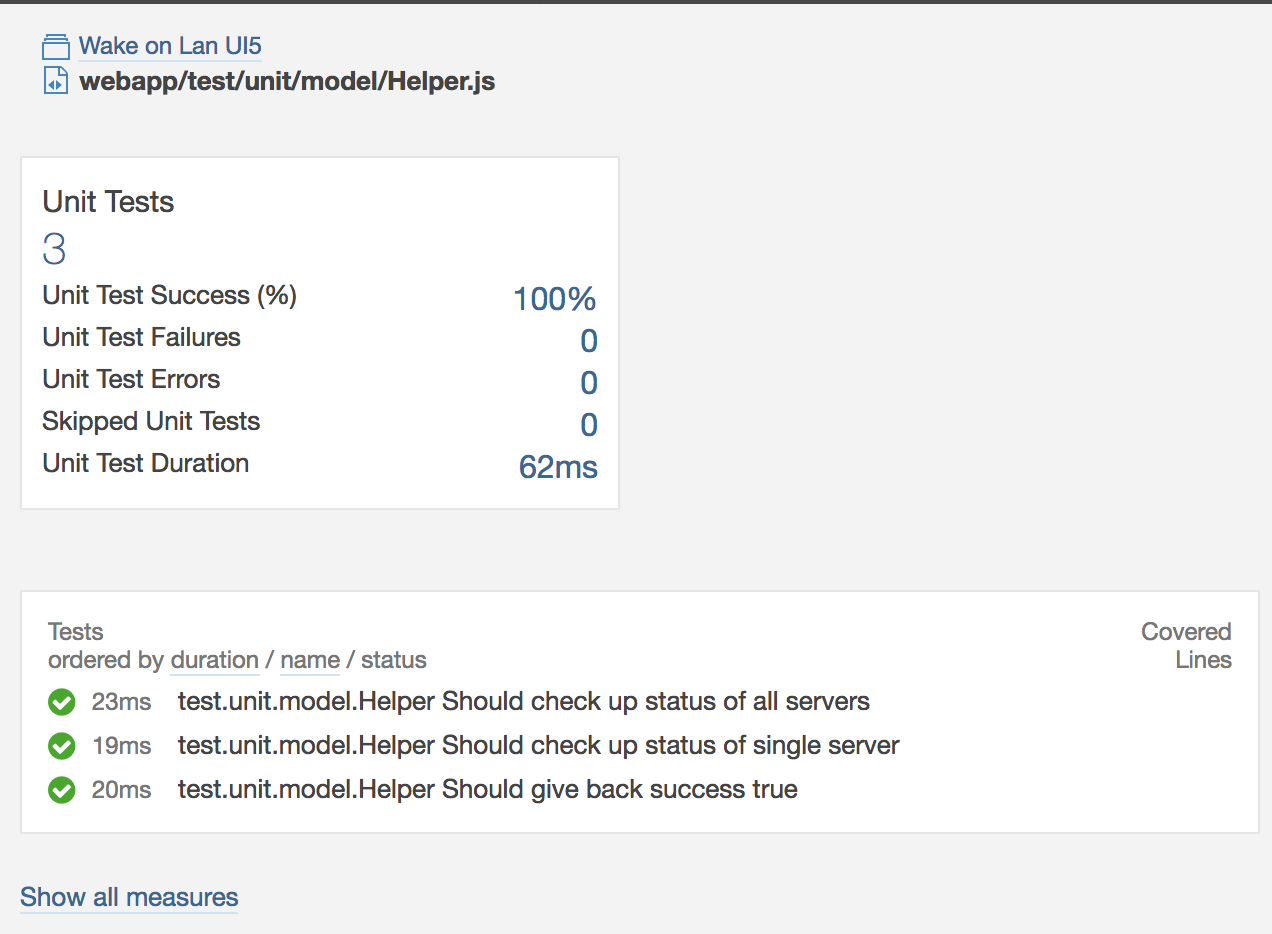 Wake on Lan UI5
webapp/test/unit/model/Helper.js
Unit Tests
3
Unit Test Success (%) 100%
Unit Test Failures 0
Unit Test Errors 0
Skipped Unit Tests 0
Unit Test Duration 62ms
Tests Covered
ordered by duration / name / status Lines
23ms test.unit.model.Helper Should check up status of all servers
19ms test.unit.model.Helper Should check up status of single server
20ms test.unit.model.Helper Should give back success true
Show all measures